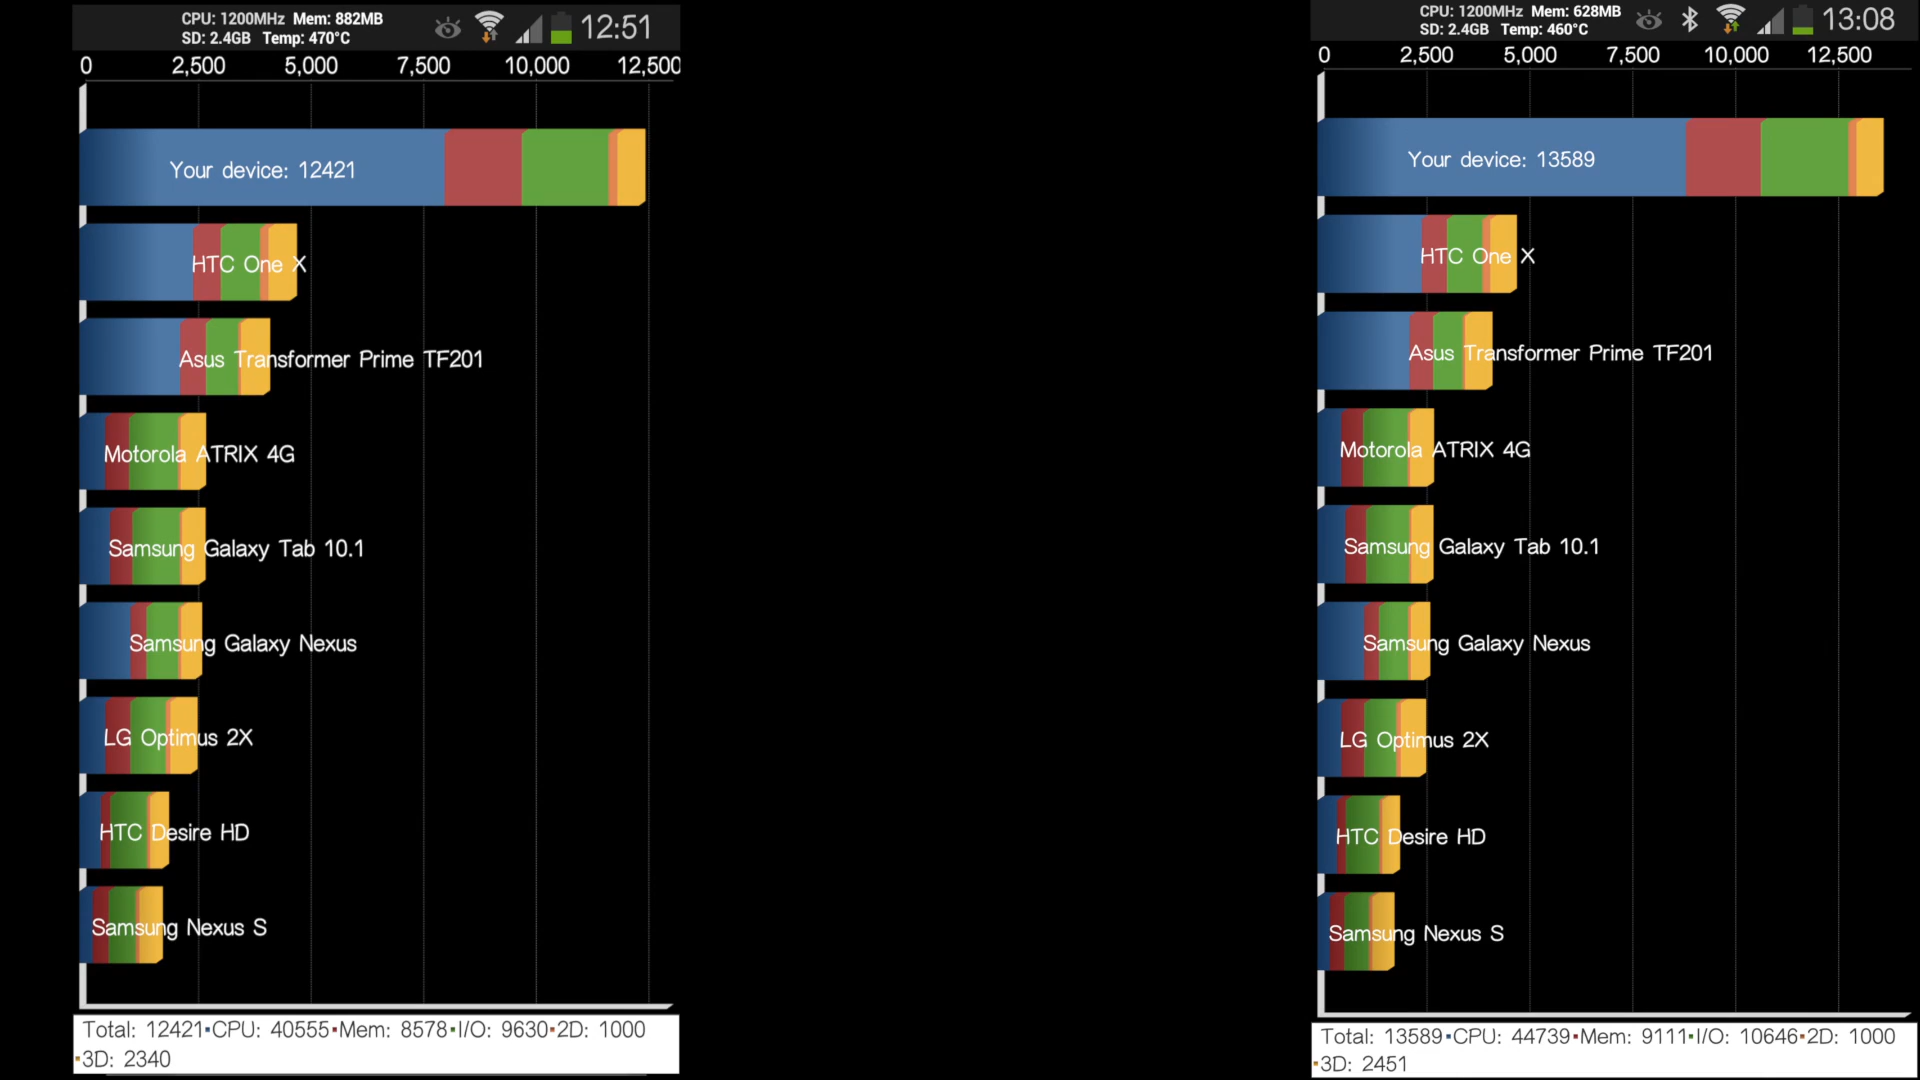 CPU: 1200MHz Mem: 882MB
SD: 2.4GB Temp: 470°C
12:51
0 2,500 5,000 7,500 10,000 12,500
Your device: 12421
HTC One X
Asus Transformer Prime TF201
Motorola ATRIX 4G
Samsung Galaxy Tab 10.1
Samsung Galaxy Nexus
LG Optimus 2X
HTC Desire HD
Samsung Nexus S
Total: 12421▪CPU: 40555▪Mem: 8578▪I/O: 9630▪2D: 1000
▪3D: 2340
CPU: 1200MHz Mem: 628MB
SD: 2.4GB Temp: 460°C
13:08
0 2,500 5,000 7,500 10,000 12,500
Your device: 13589
HTC One X
Asus Transformer Prime TF201
Motorola ATRIX 4G
Samsung Galaxy Tab 10.1
Samsung Galaxy Nexus
LG Optimus 2X
HTC Desire HD
Samsung Nexus S
Total: 13589▪CPU: 44739▪Mem: 9111▪I/O: 10646▪2D: 1000
▪3D: 2451